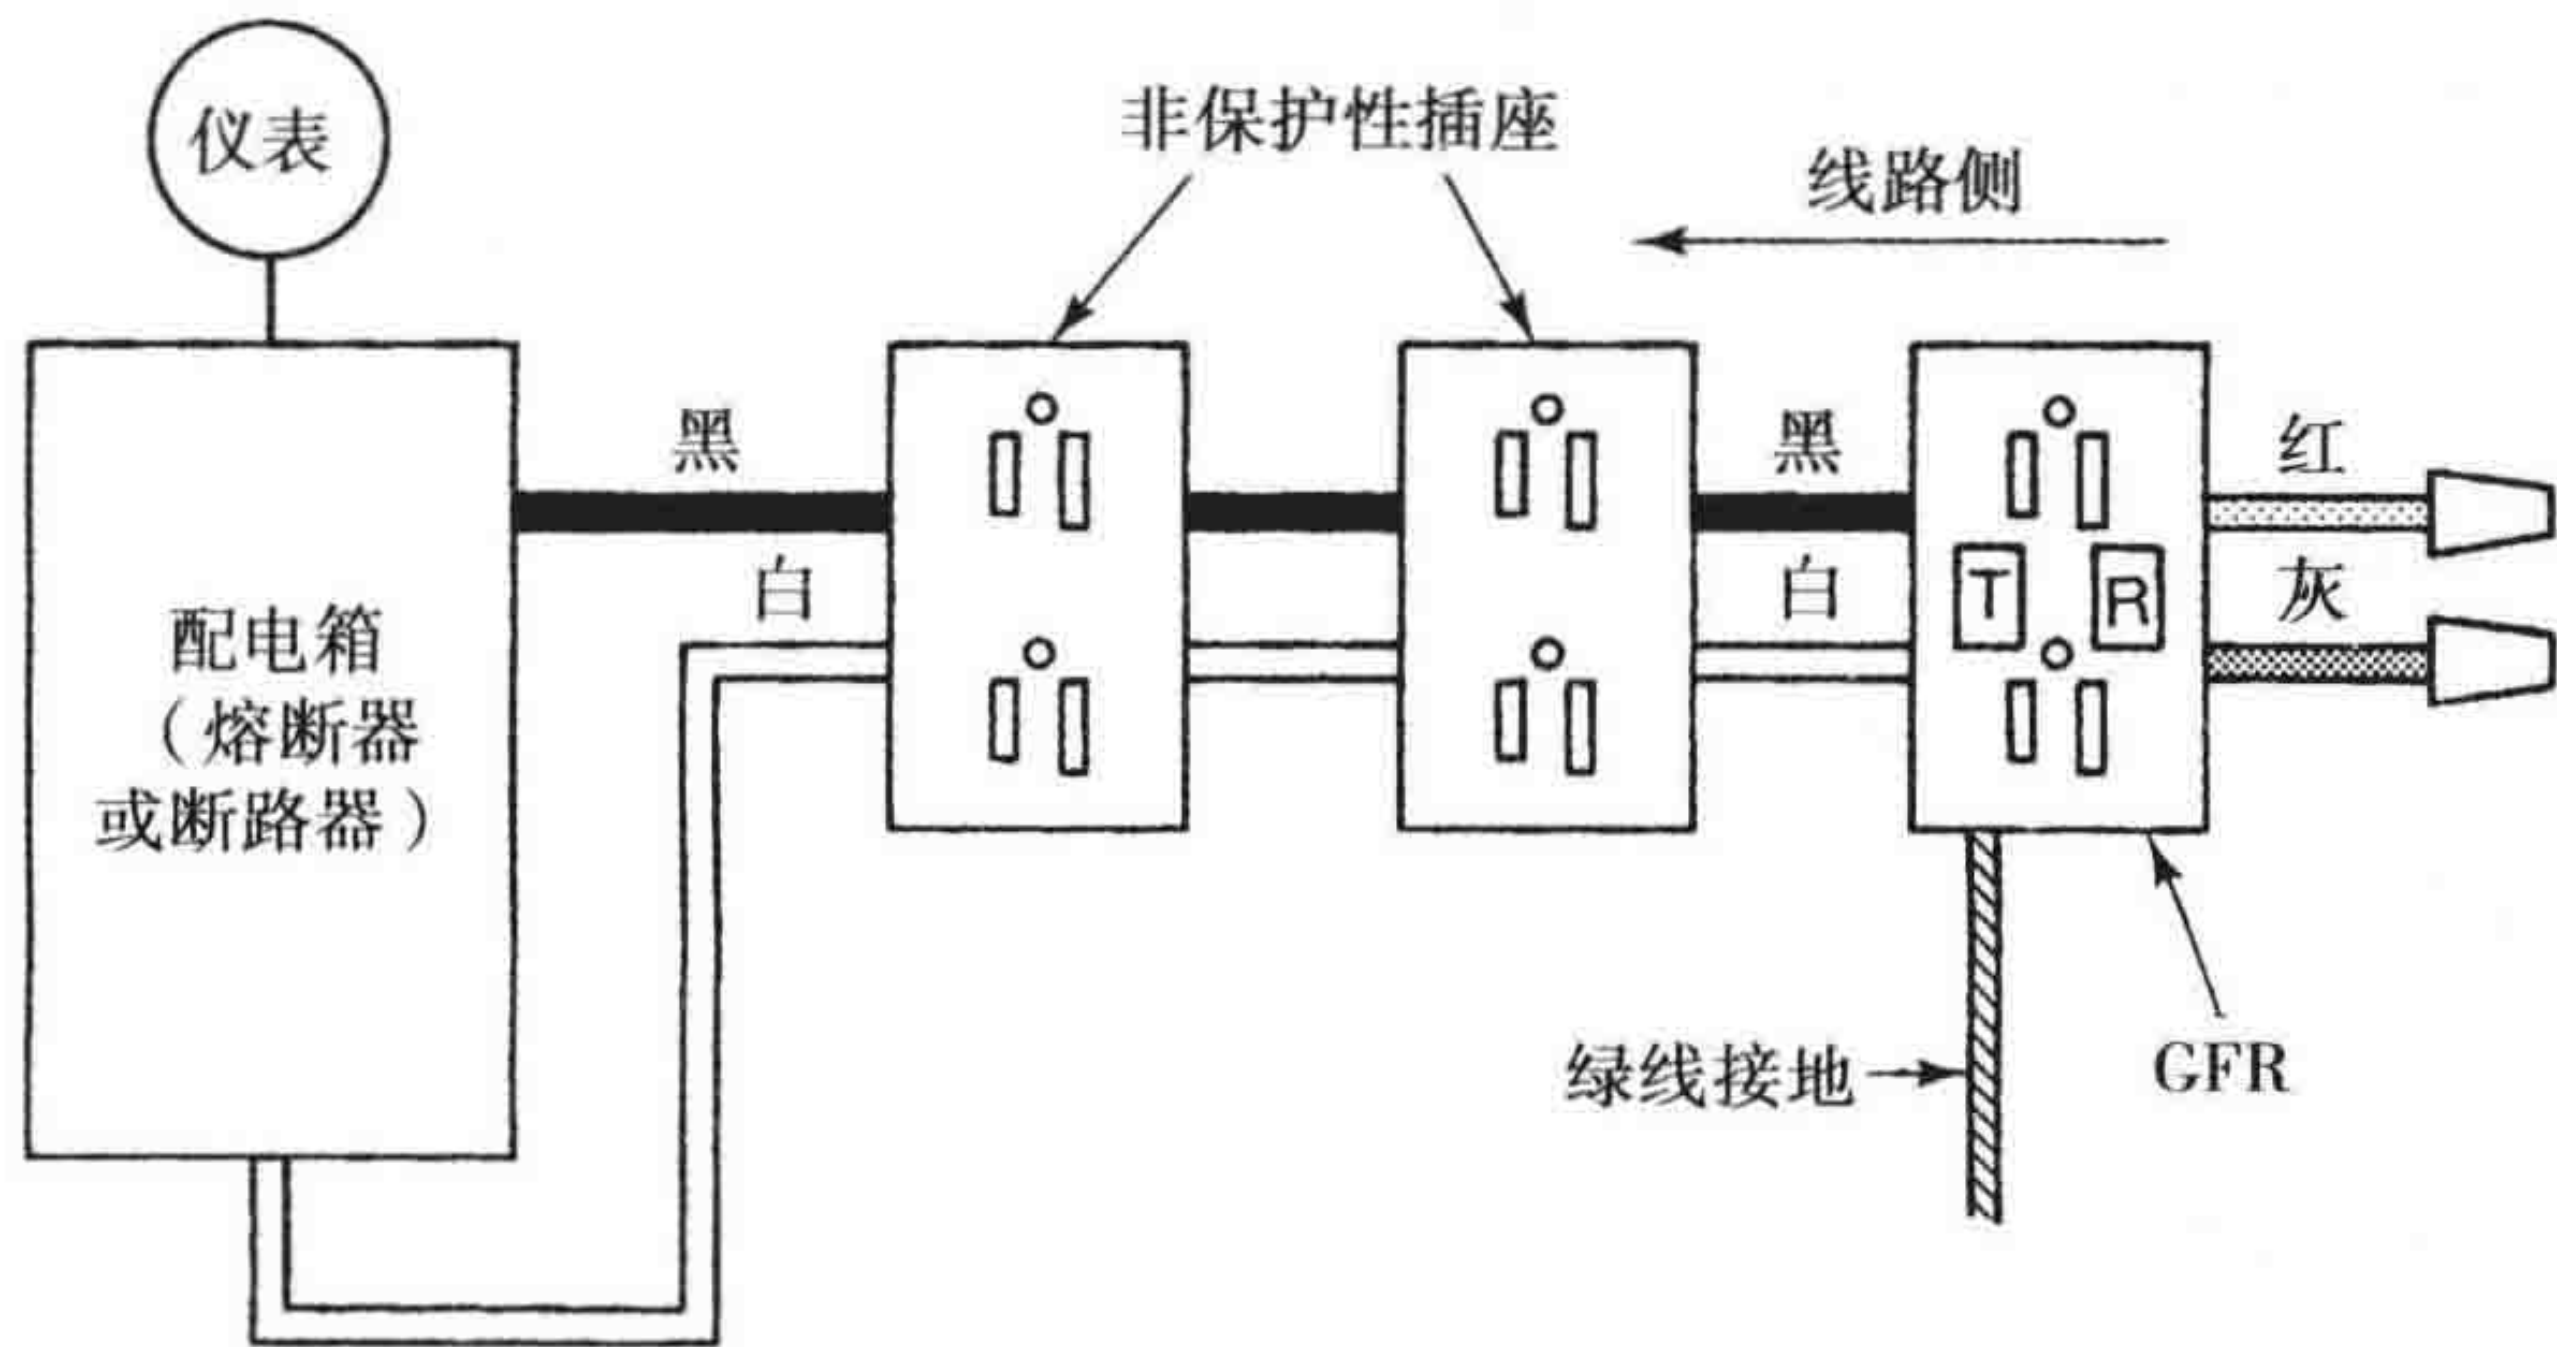 仪表
非保护性插座
线路侧
黑
黑
红
白
白
T
R
灰
配电箱
（熔断器
或断路器）
绿线接地
GFR